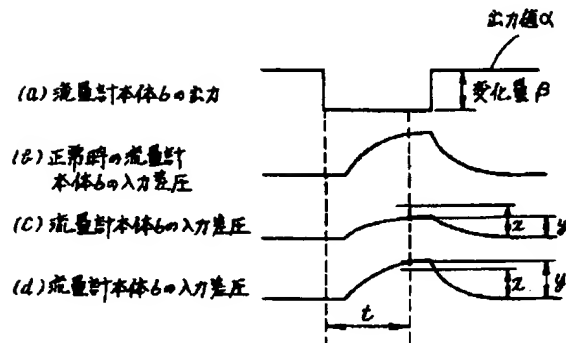 出力値α
(a)流量計本体6の出力
変化量β
(b)正常時の流量計
本体6の入力差圧
(c)流量計本体6の入力差圧
z
y
(d)流量計本体6の入力差圧
z
y
t